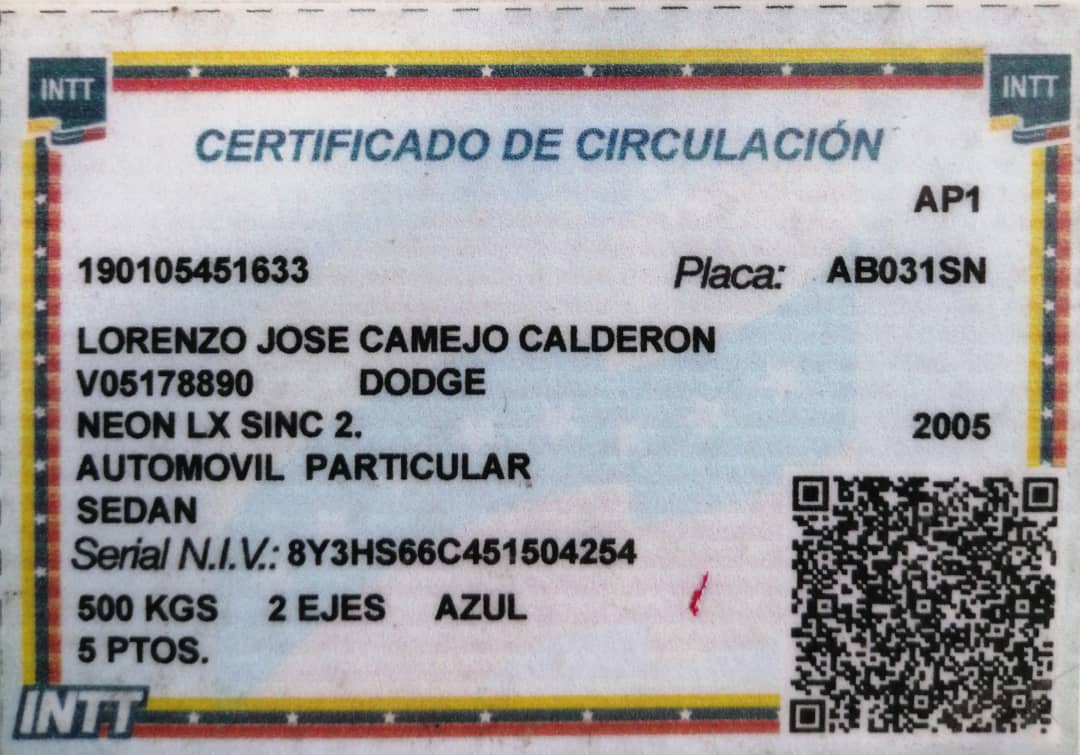 INTT INTT
CERTIFICADO DE CIRCULACIÓN
AP1
190105451633 Placa: AB031SN
LORENZO JOSE CAMEJO CALDERON
V05178890 DODGE
NEON LX SINC 2. 2005
AUTOMOVIL PARTICULAR
SEDAN
Serial N.I.V.: 8Y3HS66C451504254
500 KGS 2 EJES AZUL
5 PTOS.
INTT